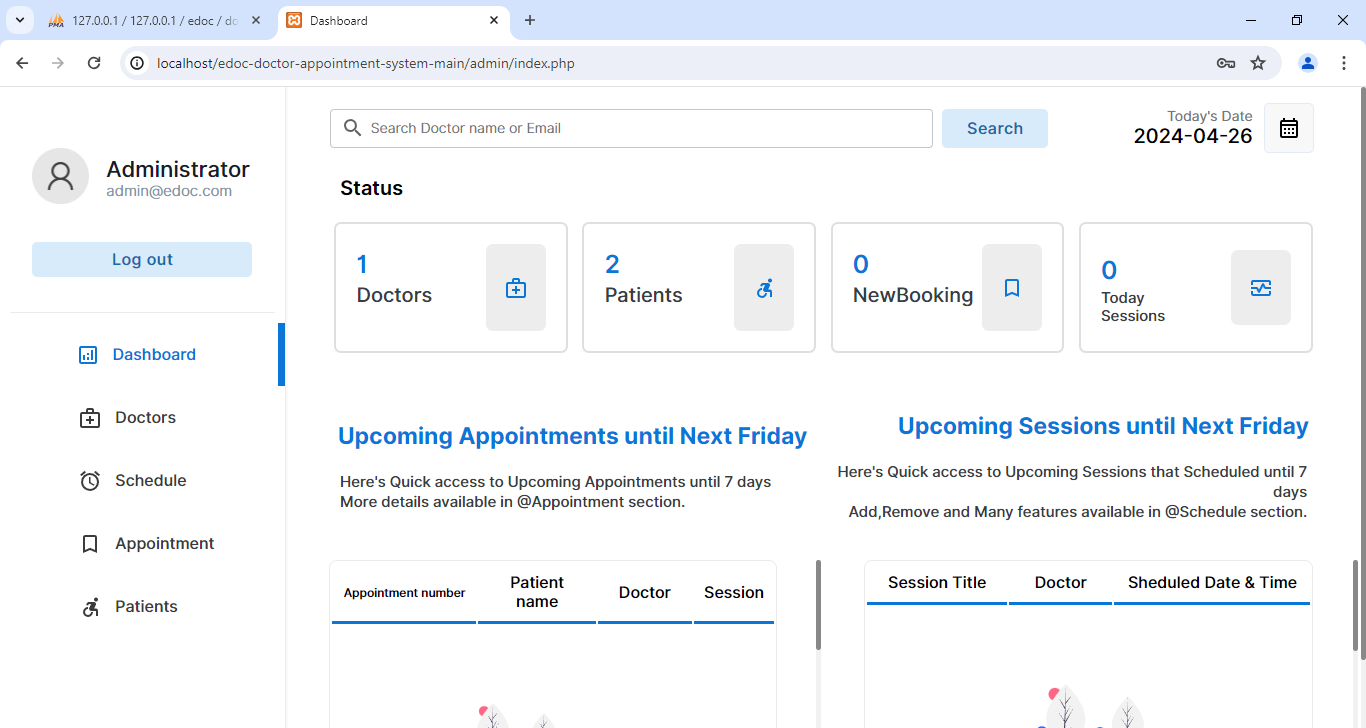 127.0.0.1 / 127.0.0.1 / edoc / do
Dashboard
localhost/edoc-doctor-appointment-system-main/admin/index.php
Administrator
admin@edoc.com
Log out
Dashboard
Doctors
Schedule
Appointment
Patients
Search Doctor name or Email
Search
Today's Date
2024-04-26
Status
1
Doctors
2
Patients
0
NewBooking
0
Today
Sessions
Upcoming Appointments until Next Friday
Here's Quick access to Upcoming Appointments until 7 days
More details available in @Appointment section.
Appointment number
Patient
name
Doctor
Session
Upcoming Sessions until Next Friday
Here's Quick access to Upcoming Sessions that Scheduled until 7
days
Add,Remove and Many features available in @Schedule section.
Session Title
Doctor
Sheduled Date & Time